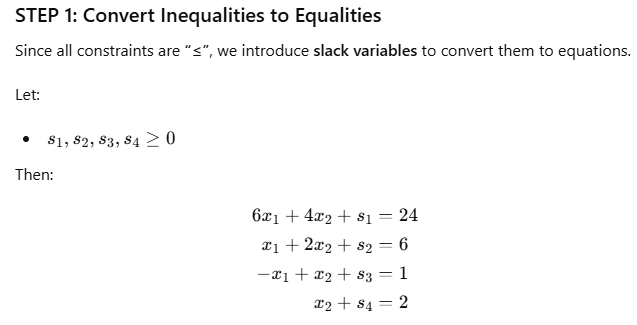 STEP 1: Convert Inequalities to Equalities
Since all constraints are “≤”, we introduce slack variables to convert them to equations.
Let:
• s₁, s₂, s₃, s₄ ≥ 0
Then:
6x₁ + 4x₂ + s₁ = 24
x₁ + 2x₂ + s₂ = 6
−x₁ + x₂ + s₃ = 1
x₂ + s₄ = 2